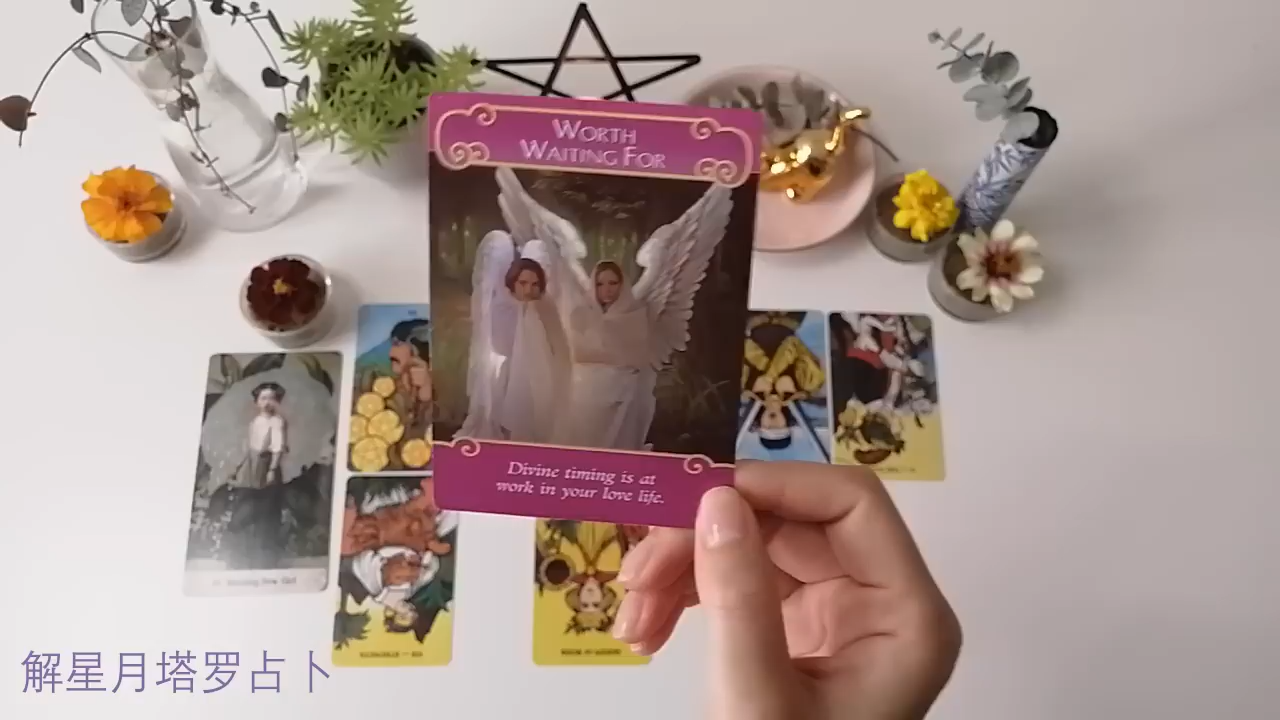 WORTH
WAITING FOR
Divine timing is at
work in your love life.
解星月塔罗占卜